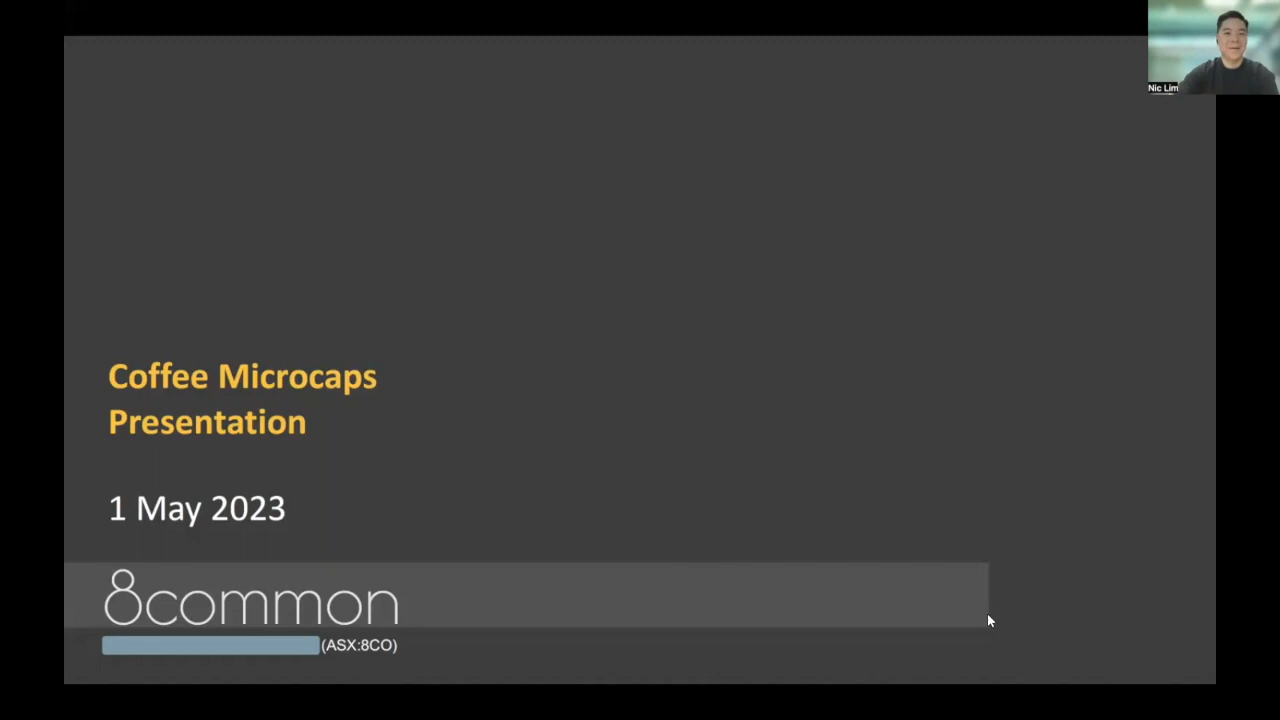 Nic Lim
Coffee Microcaps
Presentation
1 May 2023
8common
(ASX:8CO)